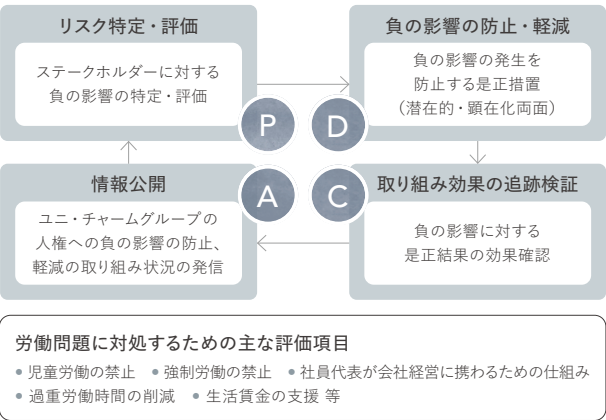 リスク特定・評価
ステークホルダーに対する
負の影響の特定・評価
P
負の影響の防止・軽減
負の影響の発生を
防止する是正措置
（潜在的・顕在化両面）
D
取り組み効果の追跡検証
負の影響に対する
是正結果の効果確認
C
情報公開
ユニ・チャームグループの
人権への負の影響の防止、
軽減の取り組み状況の発信
A
労働問題に対処するための主な評価項目
● 児童労働の禁止 ● 強制労働の禁止 ● 社員代表が会社経営に携わるための仕組み
● 過重労働時間の削減 ● 生活賃金の支援 等